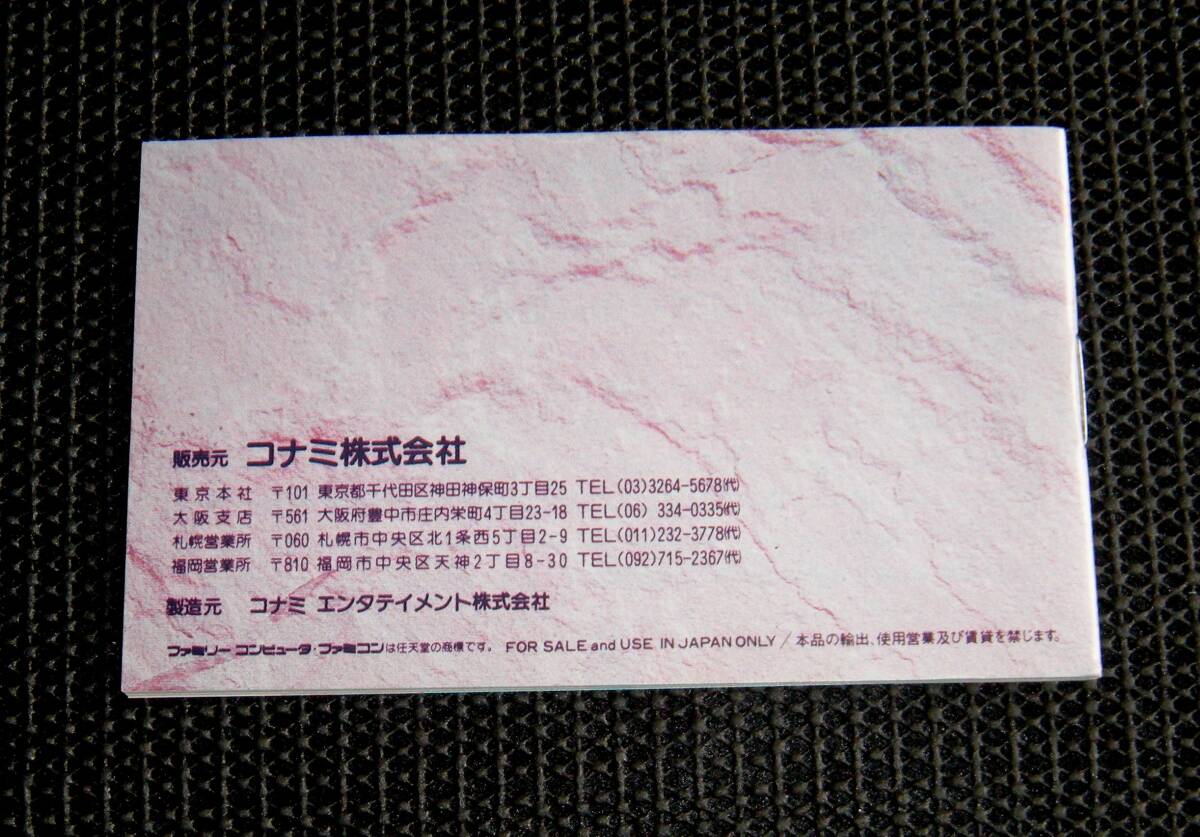 販売元 コナミ株式会社
東京本社 〒101 東京都千代田区神田神保町3丁目25 TEL(03)3264-5678㈹
大阪支店 〒561 大阪府豊中市庄内栄町4丁目23-18 TEL(06) 334-0335㈹
札幌営業所 〒060 札幌市中央区北1条西5丁目2-9 TEL(011)232-3778㈹
福岡営業所 〒810 福岡市中央区天神2丁目8-30 TEL(092)715-2367㈹
製造元 コナミ エンタテイメント株式会社
ファミリー コンピュータ・ファミコンは任天堂の商標です。 FOR SALE and USE IN JAPAN ONLY / 本品の輸出、使用営業及び賃貸を禁じます。